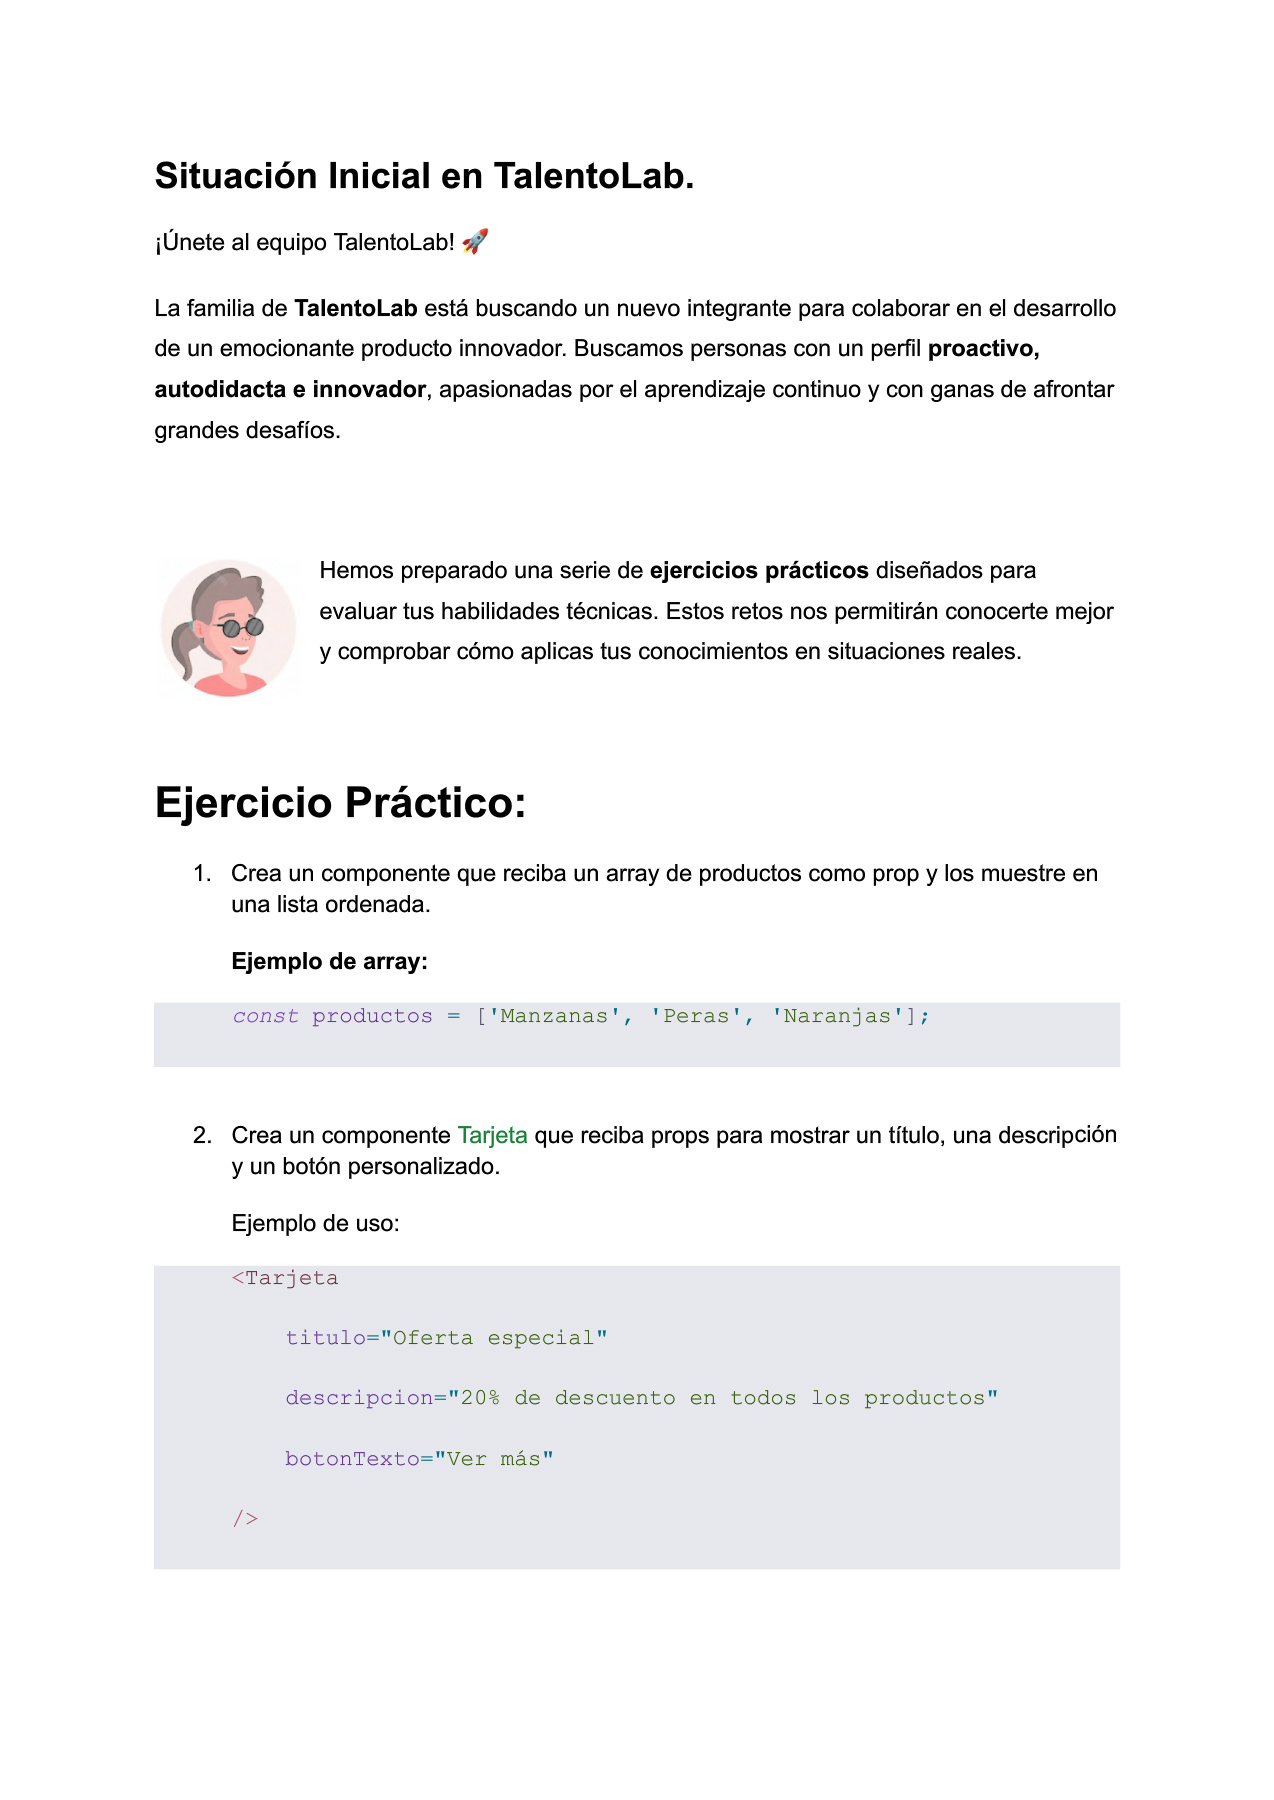 Situación Inicial en TalentoLab.
¡Únete al equipo TalentoLab! 🚀
La familia de TalentoLab está buscando un nuevo integrante para colaborar en el desarrollo
de un emocionante producto innovador. Buscamos personas con un perfil proactivo,
autodidacta e innovador, apasionadas por el aprendizaje continuo y con ganas de afrontar
grandes desafíos.
Hemos preparado una serie de ejercicios prácticos diseñados para
evaluar tus habilidades técnicas. Estos retos nos permitirán conocerte mejor
y comprobar cómo aplicas tus conocimientos en situaciones reales.
Ejercicio Práctico:
1. Crea un componente que reciba un array de productos como prop y los muestre en
una lista ordenada.
Ejemplo de array:
const productos = ['Manzanas', 'Peras', 'Naranjas'];
2. Crea un componente Tarjeta que reciba props para mostrar un título, una descripción
y un botón personalizado.
Ejemplo de uso:
<Tarjeta
titulo="Oferta especial"
descripcion="20% de descuento en todos los productos"
botonTexto="Ver más"
/>